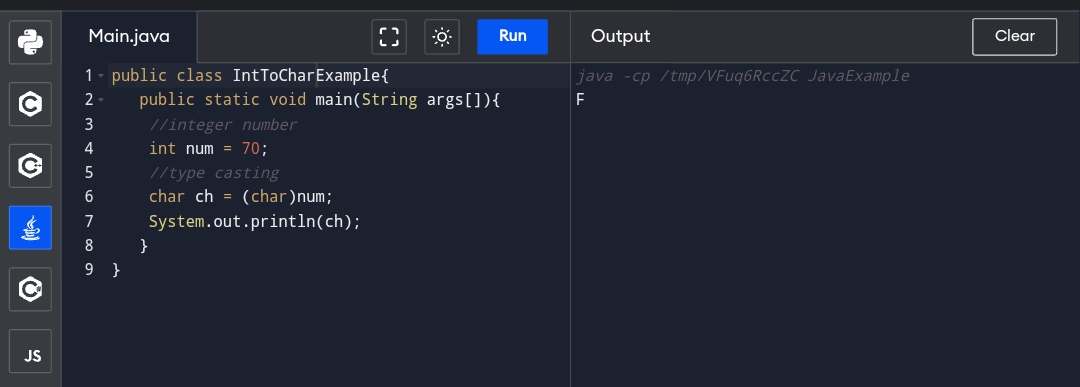 Main.java
Run
Output
Clear
1 public class IntToCharExample{
2 public static void main(String args[]){
3 //integer number
4 int num = 70;
5 //type casting
6 char ch = (char)num;
7 System.out.println(ch);
8 }
9 }
java -cp /tmp/VFuq6RccZC JavaExample
F
JS